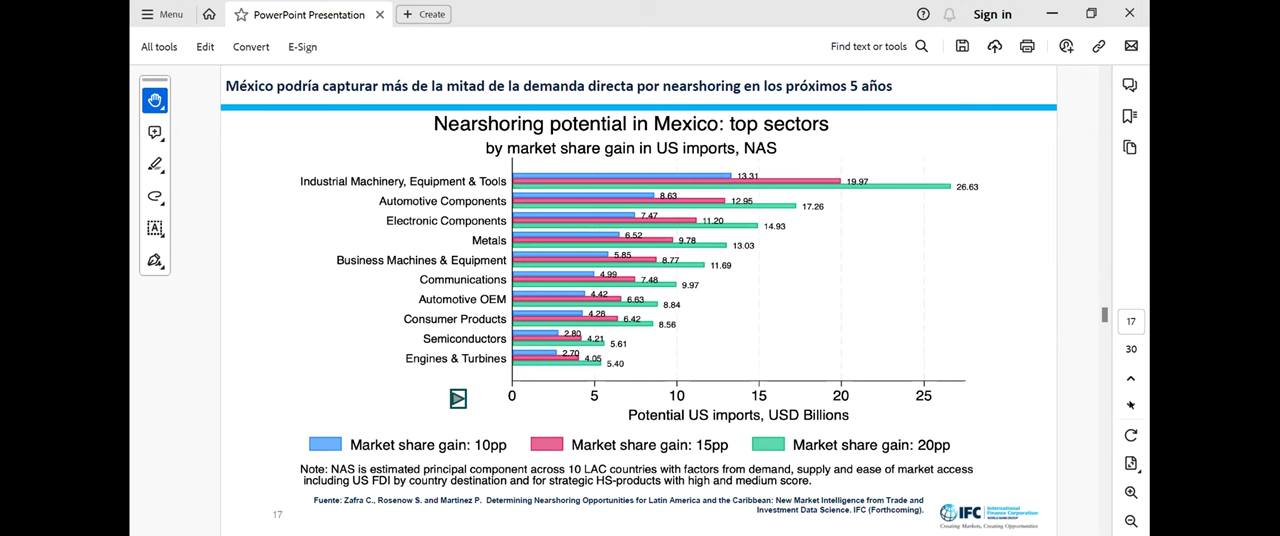 Menu
PowerPoint Presentation
Create
Sign in
All tools
Edit
Convert
E-Sign
Find text or tools
México podría capturar más de la mitad de la demanda directa por nearshoring en los próximos 5 años
Nearshoring potential in Mexico: top sectors
by market share gain in US imports, NAS
Industrial Machinery, Equipment & Tools
13.31
19.97
26.63
Automotive Components
8.63
12.95
17.26
Electronic Components
7.47
11.20
14.93
Metals
6.52
9.78
13.03
Business Machines & Equipment
5.85
8.77
11.69
Communications
4.99
7.48
9.97
Automotive OEM
4.42
6.63
8.84
Consumer Products
4.28
6.42
8.56
Semiconductors
2.80
4.21
5.61
Engines & Turbines
2.70
4.05
5.40
0 5 10 15 20 25
Potential US imports, USD Billions
Market share gain: 10pp
Market share gain: 15pp
Market share gain: 20pp
Note: NAS is estimated principal component across 10 LAC countries with factors from demand, supply and ease of market access
including US FDI by country destination and for strategic HS-products with high and medium score.
Fuente: Zafra C., Rosenow S. and Martinez P. Determining Nearshoring Opportunities for Latin America and the Caribbean: New Market Intelligence from Trade and
Investment Data Science. IFC (Forthcoming).
17
IFC
International
Finance Corporation
WORLD BANK GROUP
Creating Markets, Creating Opportunities
17
30